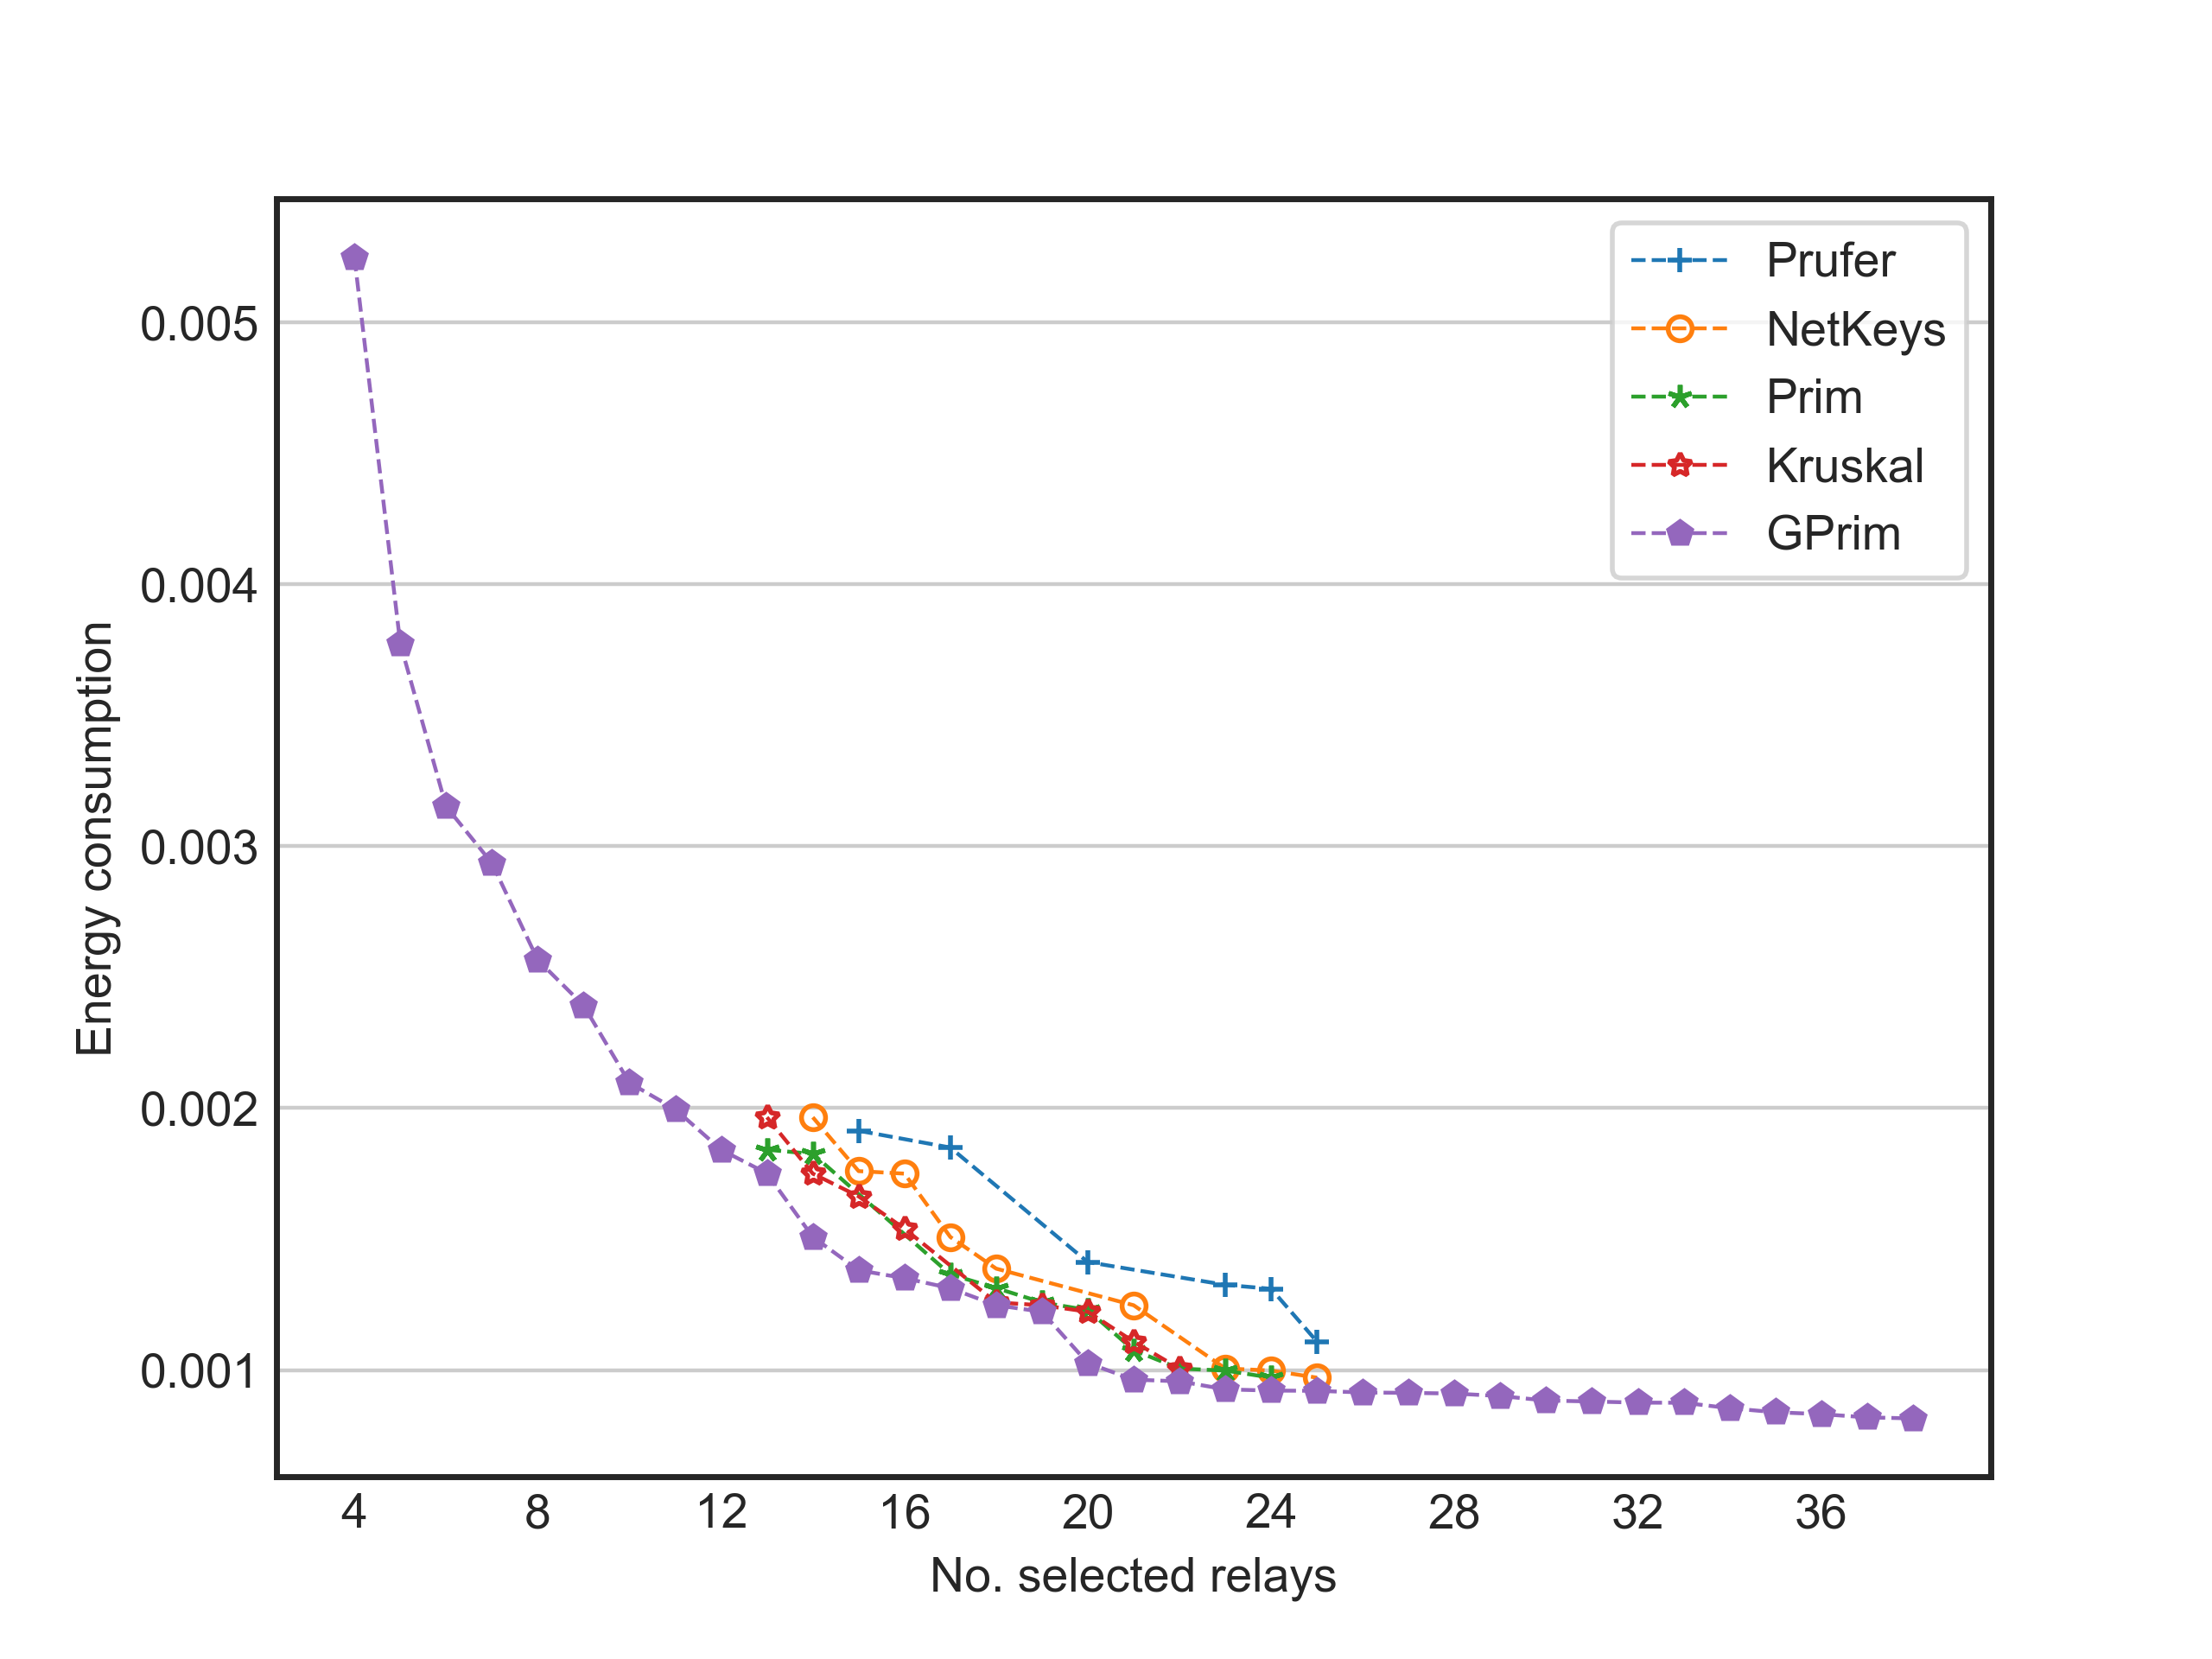 Prufer
NetKeys
Prim
Kruskal
GPrim
0.005
0.004
0.003
0.002
0.001
Energy consumption
4 8 12 16 20 24 28 32 36
No. selected relays